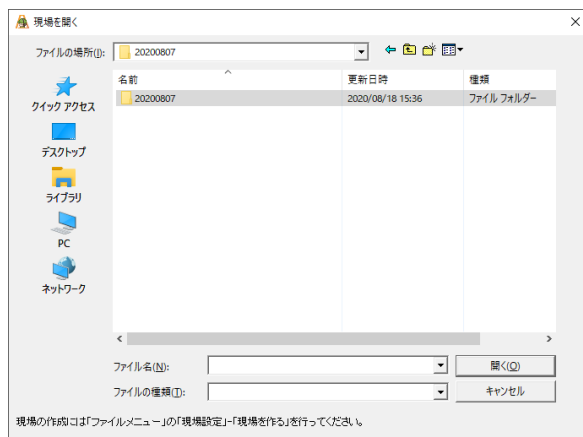 現場を開く
ファイルの場所(I):
20200807
名前
更新日時
種類
20200807
2020/08/18 15:36
ファイル フォルダー
クイック アクセス
デスクトップ
ライブラリ
PC
ネットワーク
ファイル名(N):
開く(O)
ファイルの種類(T):
キャンセル
現場の作成には「ファイルメニュー」の「現場設定」-「現場を作る」を行ってください。